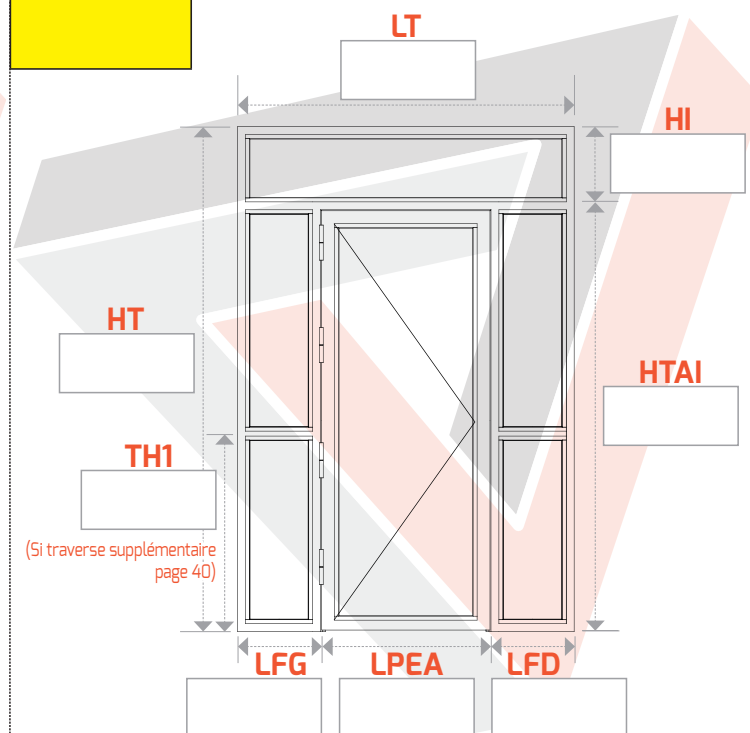 LT
HI
HT
HTAI
TH1
(Si traverse supplémentaire
page 40)
LFG
LPEA
LFD